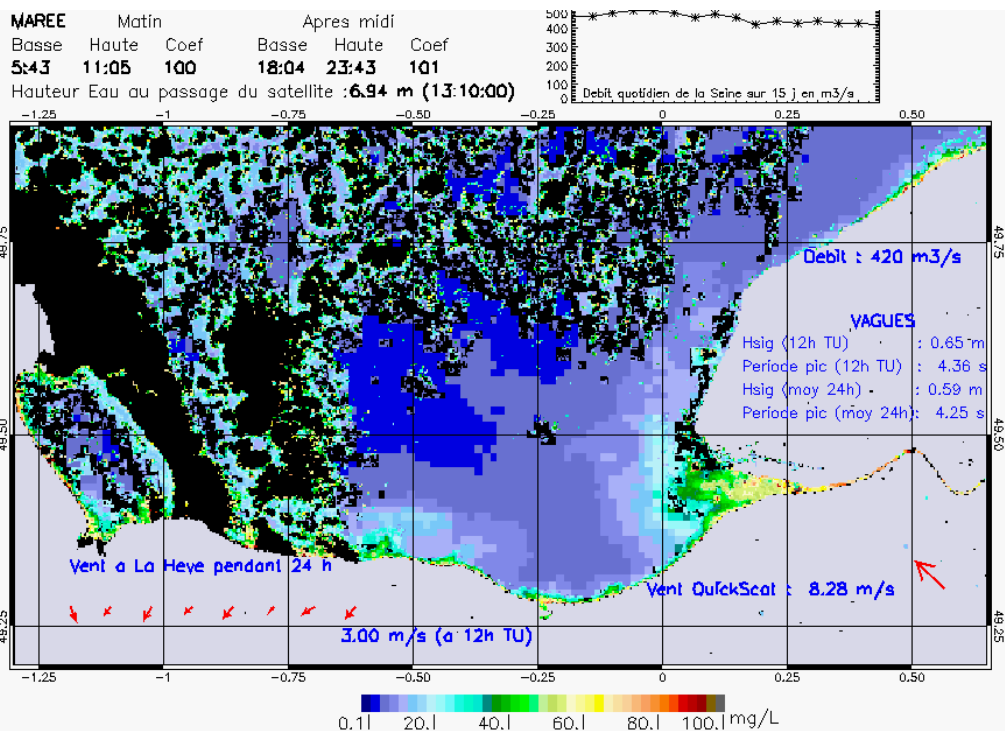 MAREE Matin Apres midi
Basse Haute Coef Basse Haute Coef
5:43 11:05 100 18:04 23:43 101
Hauteur Eau au passage du satellite :6.94 m (13:10:00)
500
400
300
200
100
0
Debit quotidien de la Seine sur 15 j en m3/s
-1.25 -1 -0.75 -0.50 -0.25 0 0.25 0.50
49.75 49.75
Debit : 420 m3/s
VAGUES
Hsig (12h TU) : 0.65 m
Periode pic (12h TU) : 4.36 s
Hsig (moy 24h) : 0.59 m
Periode pic (moy 24h): 4.25 s
49.50 49.50
Vent a La Heve pendant 24 h
Vent QuickScat : 8.28 m/s
49.25 49.25
3.00 m/s (a 12h TU)
-1.25 -1 -0.75 -0.50 -0.25 0 0.25 0.50
0.1 20.1 40.1 60.1 80.1 100.1 mg/L